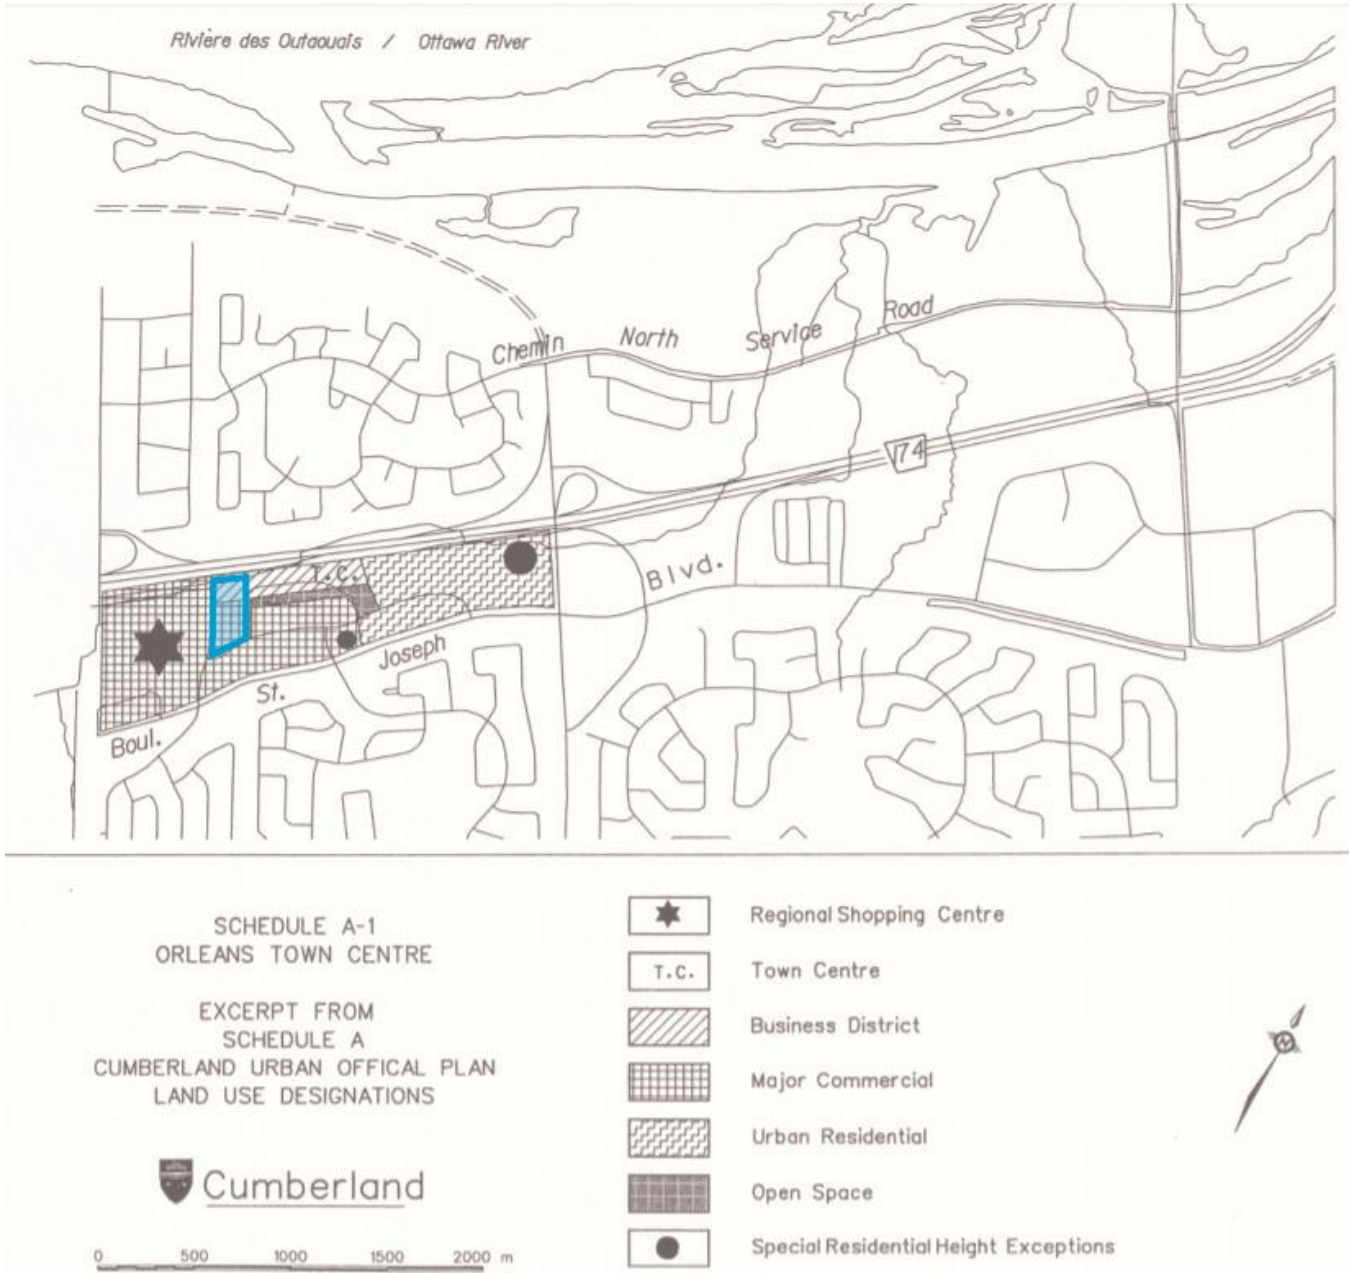 Rivière des Outaouais / Ottawa River
Chemin North Service Road
174
T.C.
Boul. St. Joseph Blvd.
SCHEDULE A-1
ORLEANS TOWN CENTRE
EXCERPT FROM
SCHEDULE A
CUMBERLAND URBAN OFFICAL PLAN
LAND USE DESIGNATIONS
Cumberland
0 500 1000 1500 2000 m
Regional Shopping Centre
T.C. Town Centre
Business District
Major Commercial
Urban Residential
Open Space
Special Residential Height Exceptions
N